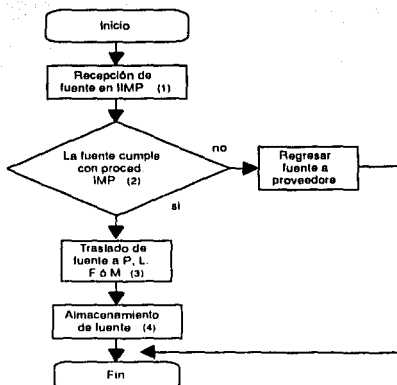 Inicio
Recepción de
fuente en IIMP (1)
La fuente cumple
con proced
IMP (2)
no
Regresar
fuente a
proveedore
si
Traslado de
fuente a P, L.
F ó M (3)
Almacenamiento
de fuente (4)
Fin